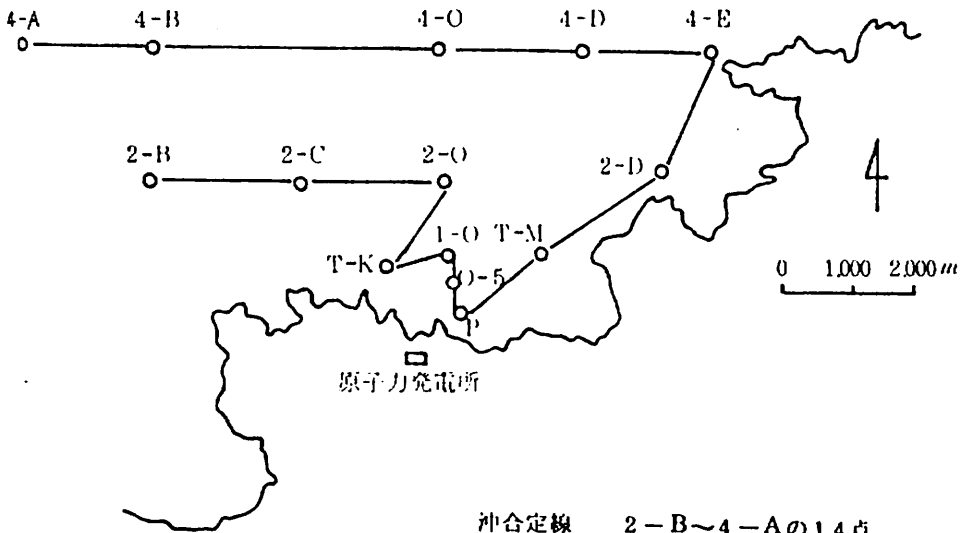 4-A 4-B 4-O 4-D 4-E
2-B 2-C 2-O 2-D
T-K 1-O T-M
O-5
P
0 1,000 2,000m
原子力発電所
沖合定線 2-B~4-Aの14点